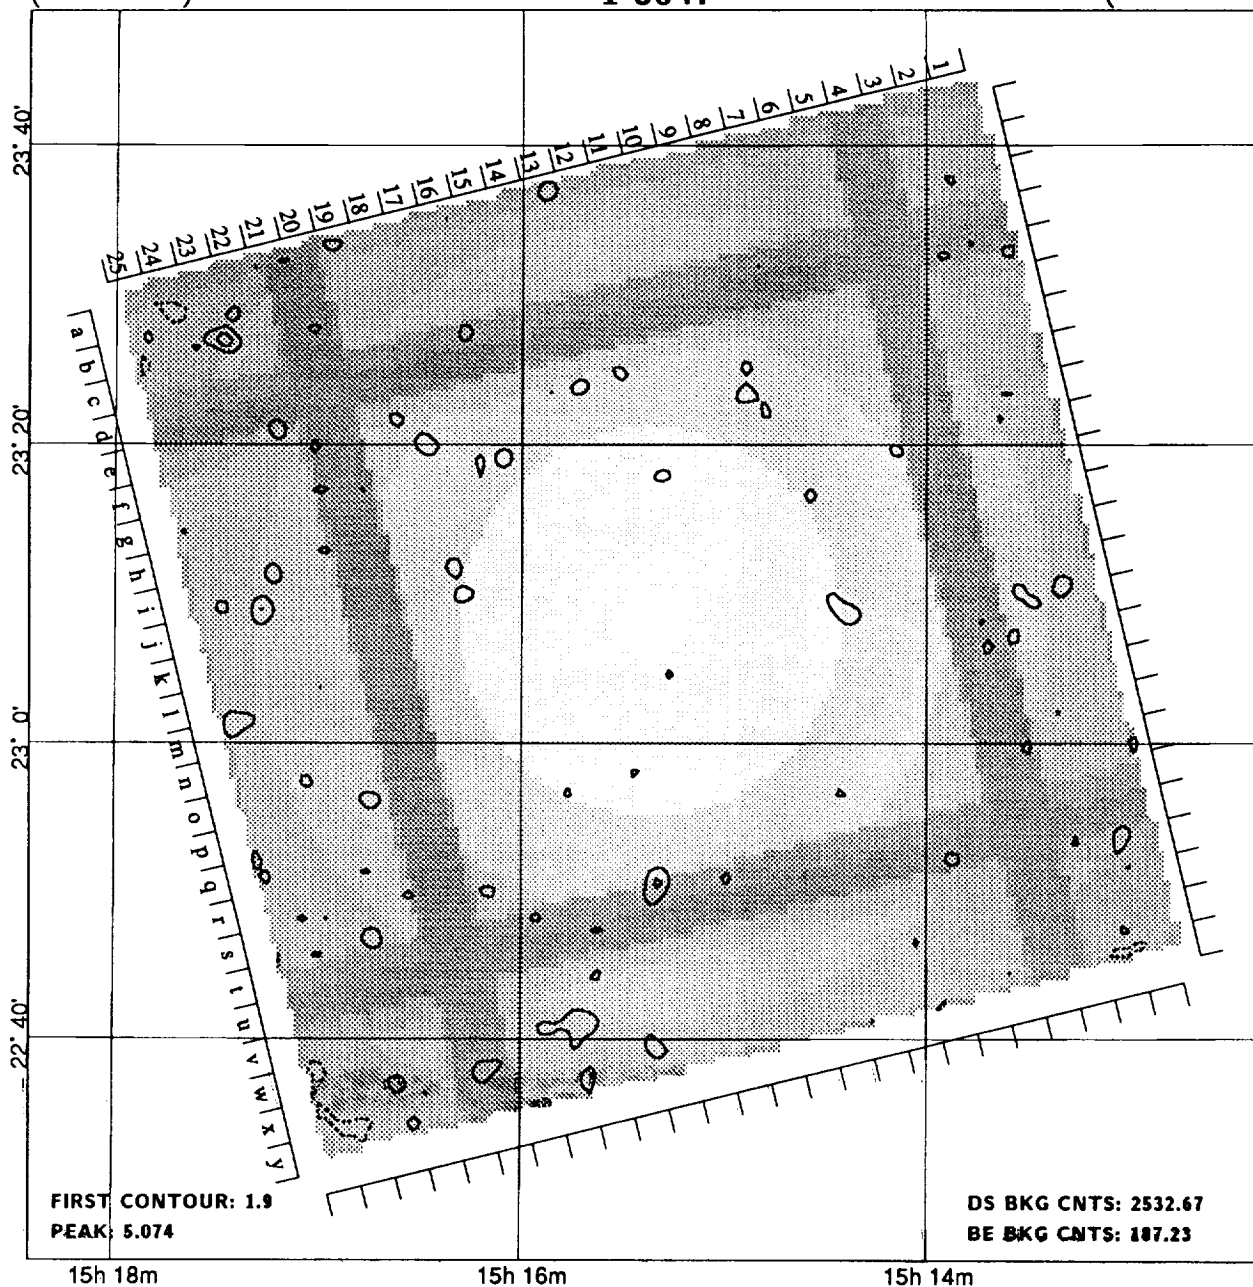 1 2 3 4 5 6 7 8 9 10 11 12 13 14 15 16 17 18 19 20 21 22 23 24 25
a b c d e f g h i j k l m n o p q r s t u v w x y
23° 40'
23° 20'
23° 0'
22° 40'
FIRST CONTOUR: 1.9
PEAK: 5.074
DS BKG CNTS: 2532.67
BE BKG CNTS: 187.23
15h 18m
15h 16m
15h 14m